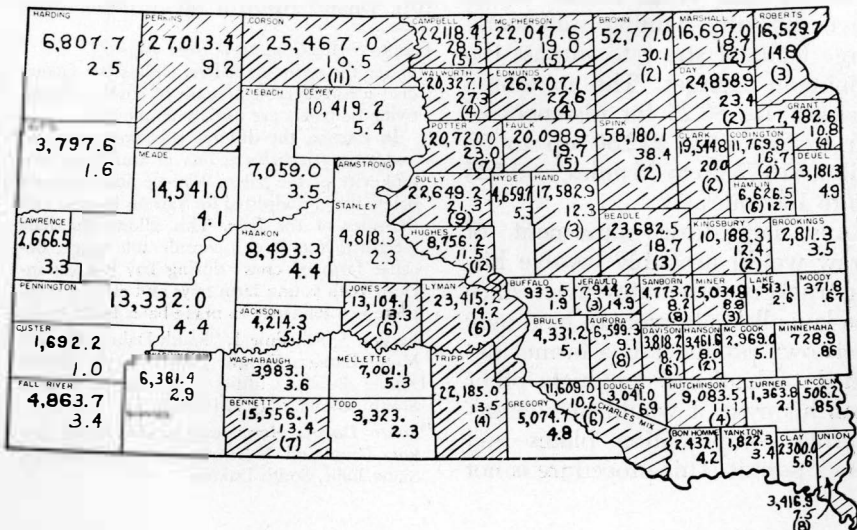 HARDING
6,807.7
2.5
PERKINS
27,013.4
9.2
CORSON
25,467.0
10.5
(11)
CAMPBELL
22,118.4
28.5
(5)
MC PHERSON
22,047.6
19.0
(5)
BROWN
52,771.0
30.1
(2)
MARSHALL
16,697.0
18.7
(2)
ROBERTS
16,529.7
14.8
(3)
WALWORTH
20,327.1
27.3
(4)
EDMUNDS
26,207.1
22.6
(4)
DAY
24,858.9
23.4
(2)
GRANT
7,482.6
10.8
(4)
3,797.6
1.6
MEADE
14,541.0
4.1
ZIEBACH
7,059.0
3.5
DEWEY
10,419.2
5.4
(ARMSTRONG)
POTTER
20,720.0
23.0
(7)
FAULK
20,098.9
19.7
(5)
SPINK
58,180.1
38.4
(2)
CLARK
19,544.8
20.0
(2)
CODINGTON
11,769.9
16.7
(4)
DEUEL
3,181.3
4.9
HAMLIN
6,626.5
(6) 12.7
LAWRENCE
2,666.5
3.3
HAAKON
8,493.3
4.4
STANLEY
1,818.3
2.3
SULLY
22,649.2
21.3
(9)
HUGHES
8,756.2
11.5
(12)
HYDE
4,659.7
5.3
HAND
17,582.9
12.3
(3)
BEADLE
23,682.5
18.7
(3)
KINGSBURY
10,188.3
12.4
(2)
BROOKINGS
2,811.3
3.5
PENNINGTON
13,332.0
4.4
JACKSON
4,214.3
5.1
JONES
13,104.1
13.3
(6)
LYMAN
23,415.2
14.2
(6)
BUFFALO
933.5
1.9
JERAULD
7,944.2
(3) 14.9
SANBORN
4,773.7
8.2
(8)
MINER
5,034.8
8.9
(3)
LAKE
1,513.1
2.6
MOODY
371.8
.67
CUSTER
1,692.2
1.0
BRULE
4,331.2
5.1
AURORA
6,599.3
9.1
(8)
DAVISON
3,818.2
8.7
(6)
HANSON
3,461.6
8.0
(2)
MC COOK
2,969.0
5.1
MINNEHAHA
728.9
.86
FALL RIVER
4,863.7
3.4
6,381.4
2.9
WASHABAUGH
3,983.1
3.6
MELLETTE
7,001.1
5.3
TRIPP
22,185.0
13.5
(4)
BENNETT
15,556.1
13.4
(7)
TODD
3,323.
2.3
GREGORY
5,074.7
4.8
11,609.0
10.2
(6)
CHARLES MIX
DOUGLAS
3,041.0
6.9
HUTCHINSON
9,083.5
11.1
(4)
TURNER
1,363.8
2.1
LINCOLN
506.2
.85
BON HOMME
2,432.1
4.2
YANKTON
1,822.3
3.4
CLAY
2300.0
5.6
UNION
3,416.9
7.5
(8)